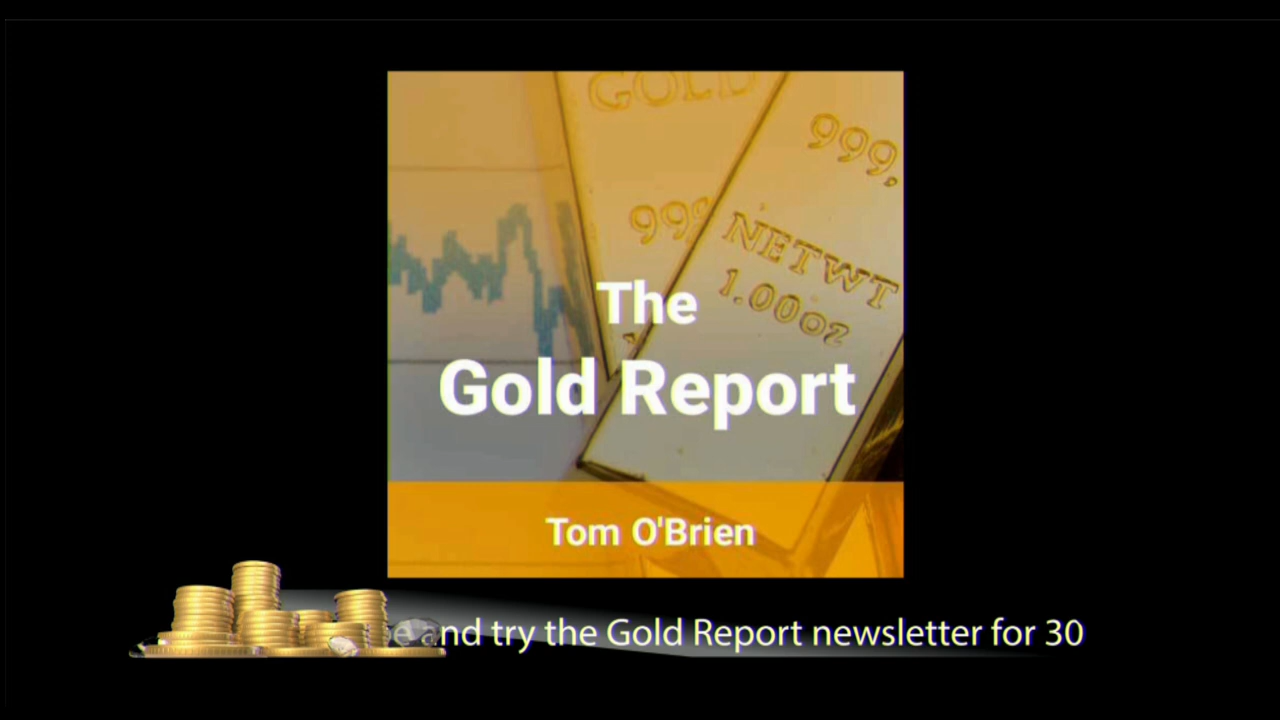 GOLD
999,
999
NETWT
1.00oz
The
Gold Report
Tom O'Brien
and try the Gold Report newsletter for 30